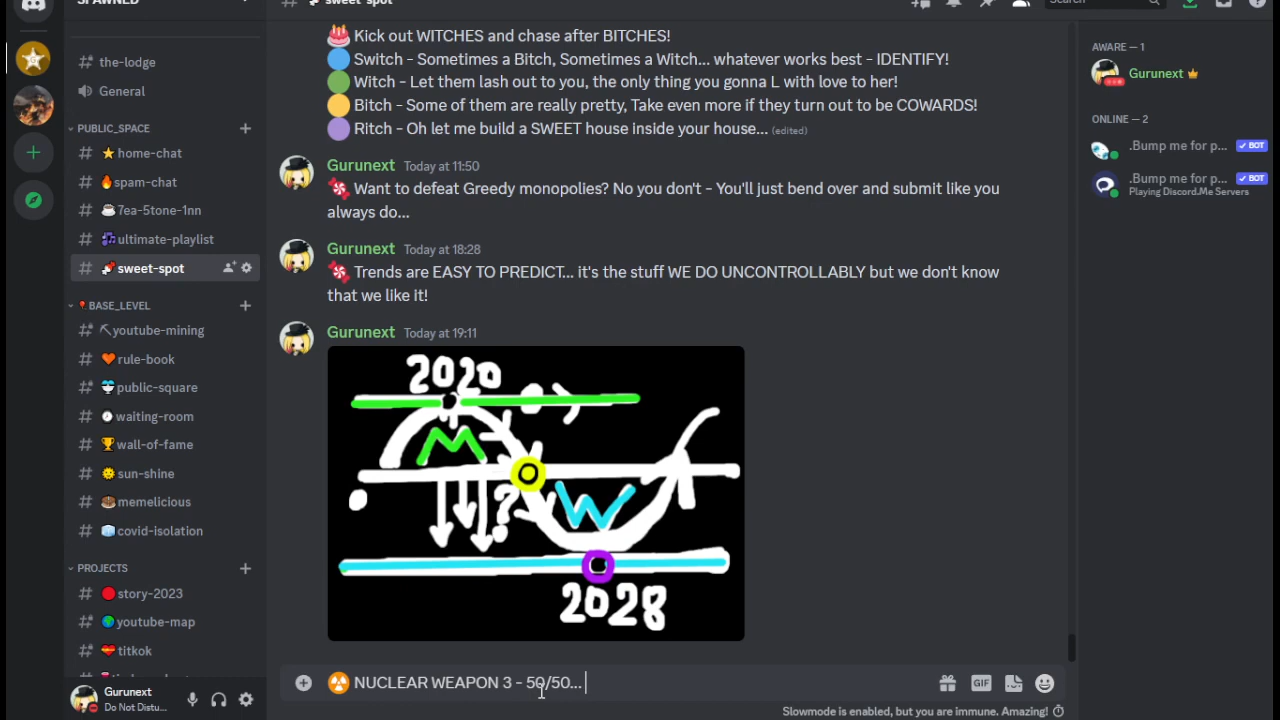 SPAWNED
the-lodge
General
PUBLIC_SPACE
home-chat
spam-chat
7ea-5tone-1nn
ultimate-playlist
sweet-spot
BASE_LEVEL
youtube-mining
rule-book
public-square
waiting-room
wall-of-fame
sun-shine
memelicious
covid-isolation
PROJECTS
story-2023
youtube-map
titkok
Gurunext
Do Not Distu...
sweet-spot
Search
Kick out WITCHES and chase after BITCHES!
Switch - Sometimes a Bitch, Sometimes a Witch... whatever works best - IDENTIFY!
Witch - Let them lash out to you, the only thing you gonna L with love to her!
Bitch - Some of them are really pretty, Take even more if they turn out to be COWARDS!
Ritch - Oh let me build a SWEET house inside your house... (edited)
Gurunext Today at 11:50
Want to defeat Greedy monopolies? No you don't - You'll just bend over and submit like you
always do...
Gurunext Today at 18:28
Trends are EASY TO PREDICT... it's the stuff WE DO UNCONTROLLABLY but we don't know
that we like it!
Gurunext Today at 19:11
2020
M
?
W
2028
NUCLEAR WEAPON 3 - 50/50...
GIF
Slowmode is enabled, but you are immune. Amazing!
AWARE — 1
Gurunext
ONLINE — 2
.Bump me for p... BOT
.Bump me for p... BOT
Playing Discord.Me Servers